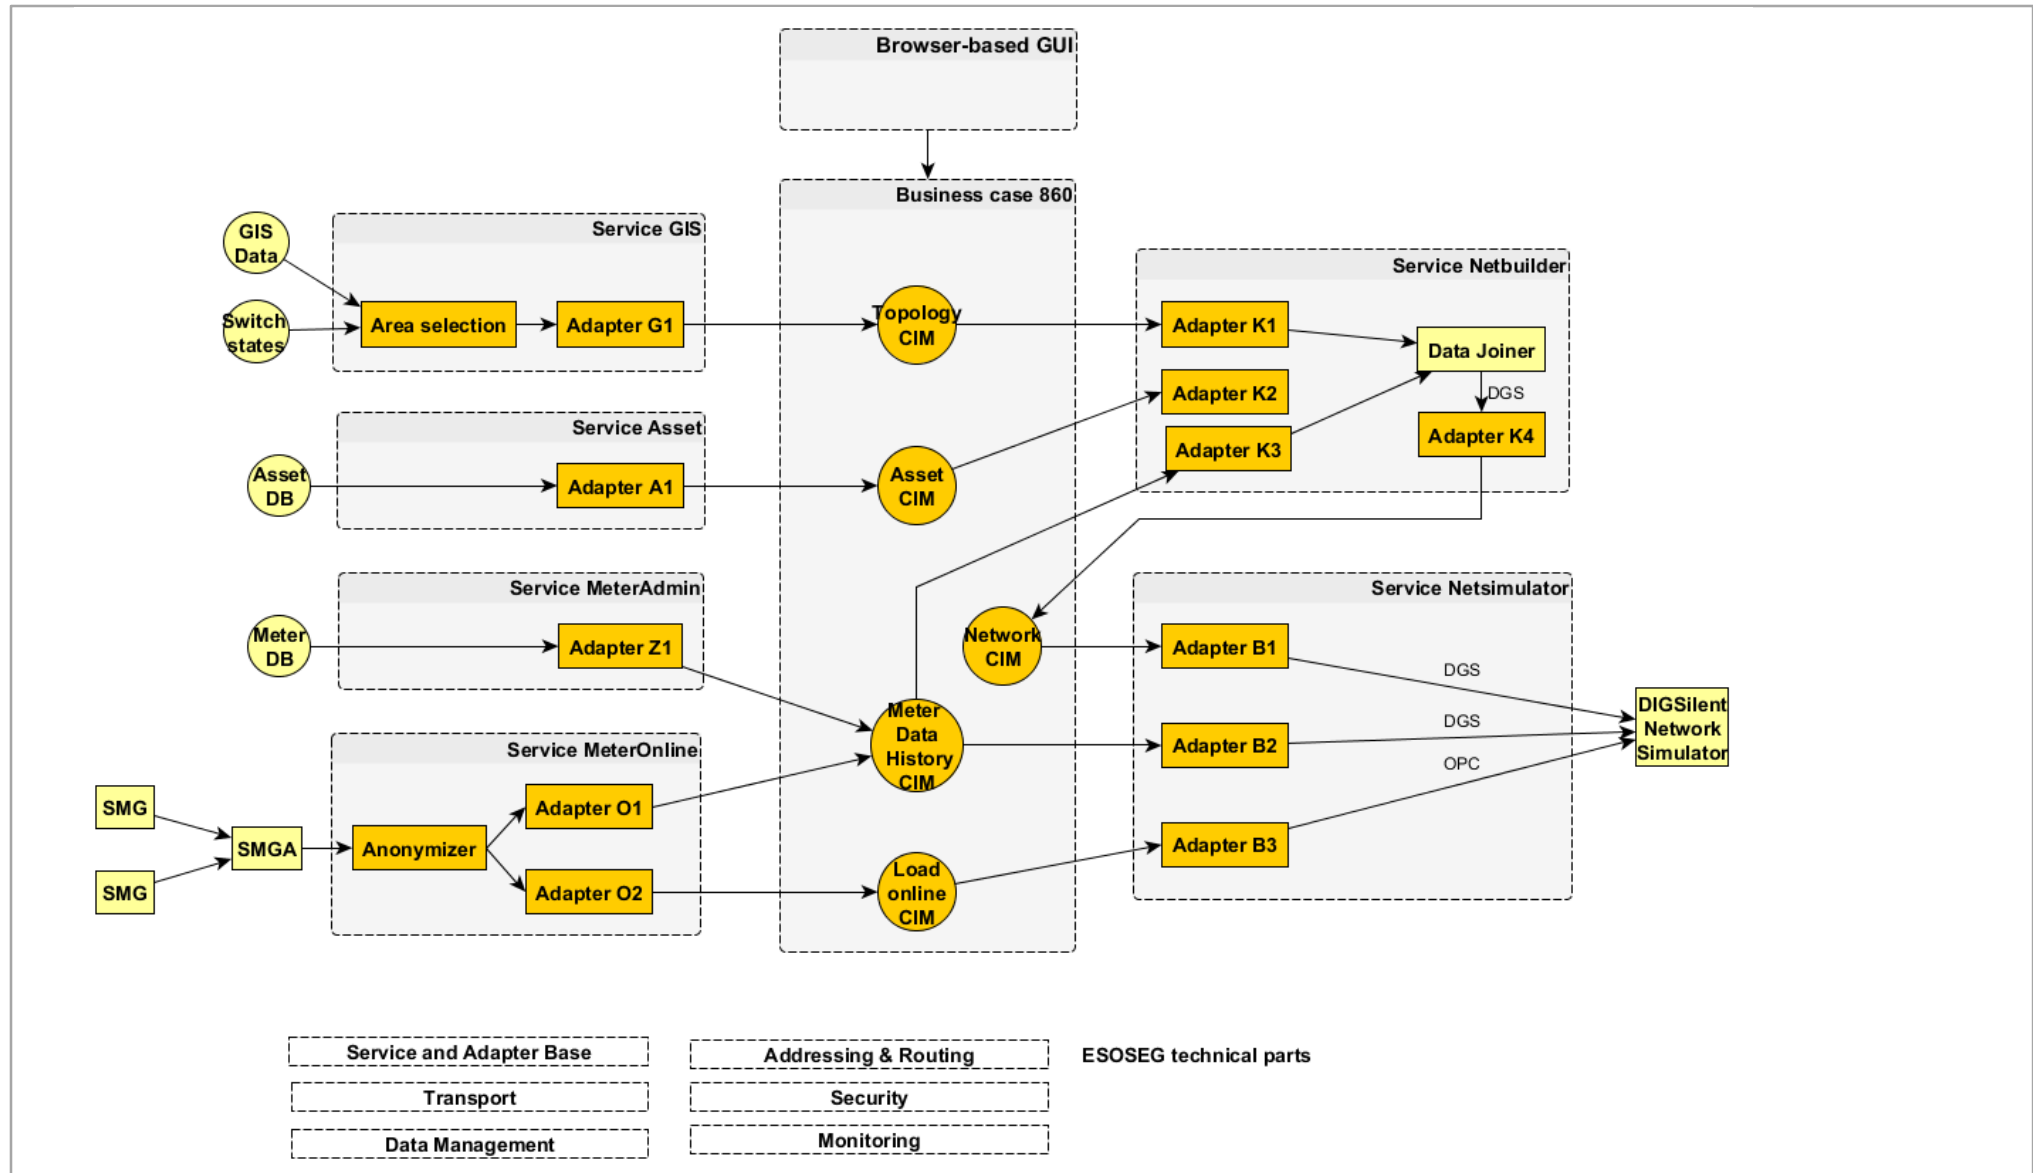 Browser-based GUI
Business case 860
Service GIS
GIS
Data
Switch
states
Area selection
Adapter G1
Topology
CIM
Service Netbuilder
Adapter K1
Data Joiner
DGS
Adapter K2
Adapter K3
Adapter K4
Service Asset
Asset
DB
Adapter A1
Asset
CIM
Service MeterAdmin
Meter
DB
Adapter Z1
Network
CIM
Meter
Data
History
CIM
Service Netsimulator
Adapter B1
DGS
Adapter B2
DGS
OPC
Adapter B3
DIGSilent
Network
Simulator
Service MeterOnline
SMG
SMG
SMGA
Anonymizer
Adapter O1
Adapter O2
Load
online
CIM
Service and Adapter Base
Addressing & Routing
ESOSEG technical parts
Transport
Security
Data Management
Monitoring